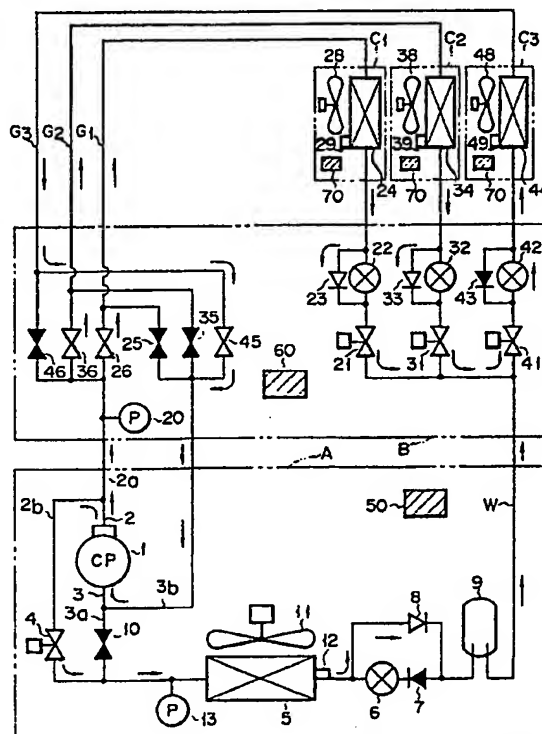 28 C1 38 C2 48 C3
G3 G2 G1
29 39 49
70 24 70 34 70 44
22 32 42
23 33 43
46 36 26 25 35 45
21 31 41
60
P 20
A B
2a
2b 2 50 W
CP 1
3
3a 3b 8 9
4 10 11 12
P 13 5 6 7